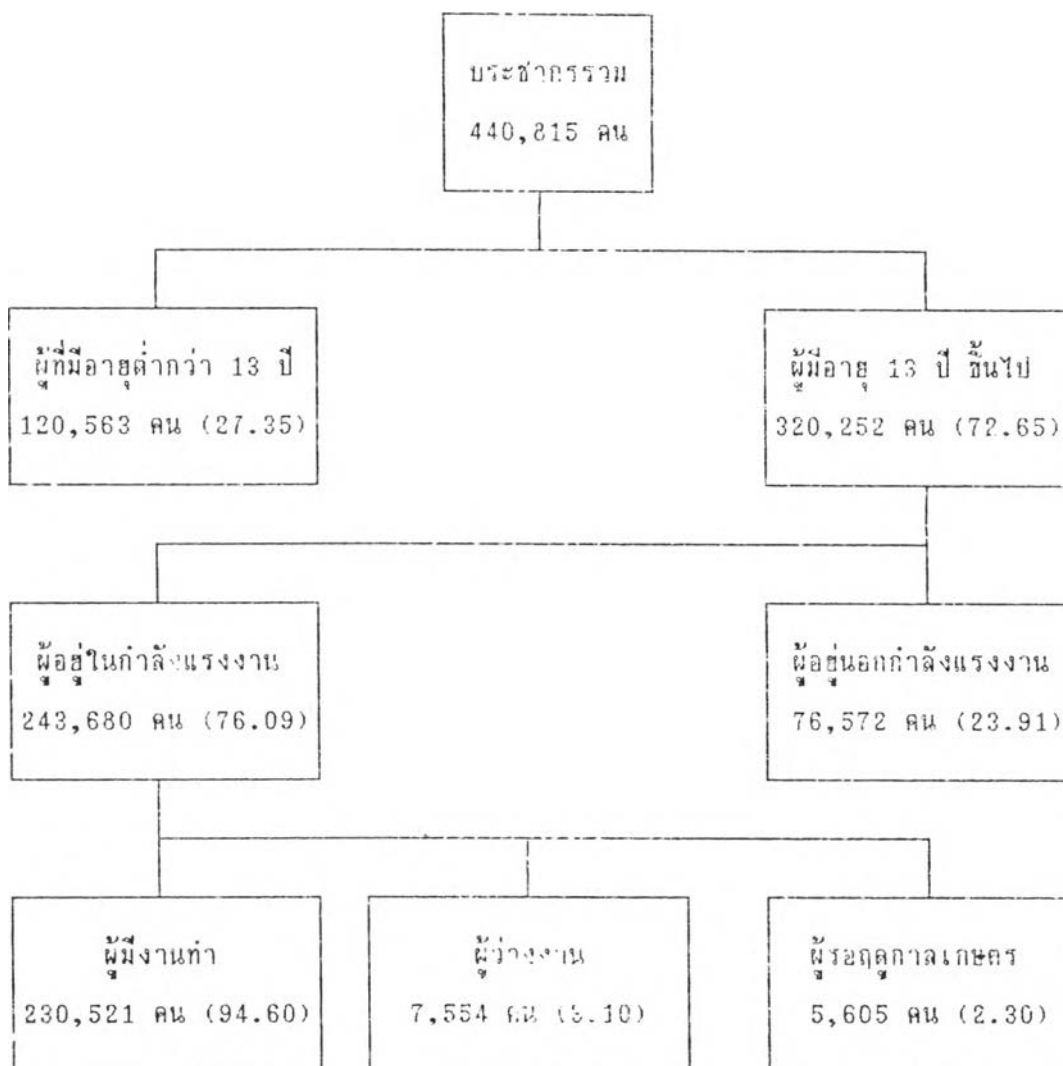 ประชากรรวม
440,815 คน
ผู้ที่มีอายุต่ำกว่า 13 ปี
120,563 คน (27.35)
ผู้มีอายุ 13 ปี ขึ้นไป
320,252 คน (72.65)
ผู้อยู่ในกำลังแรงงาน
243,680 คน (76.09)
ผู้อยู่นอกกำลังแรงงาน
76,572 คน (23.91)
ผู้มีงานทำ
230,521 คน (94.60)
ผู้ว่างงาน
7,554 คน (3.10)
ผู้รอฤดูกาลเกษตร
5,605 คน (2.30)